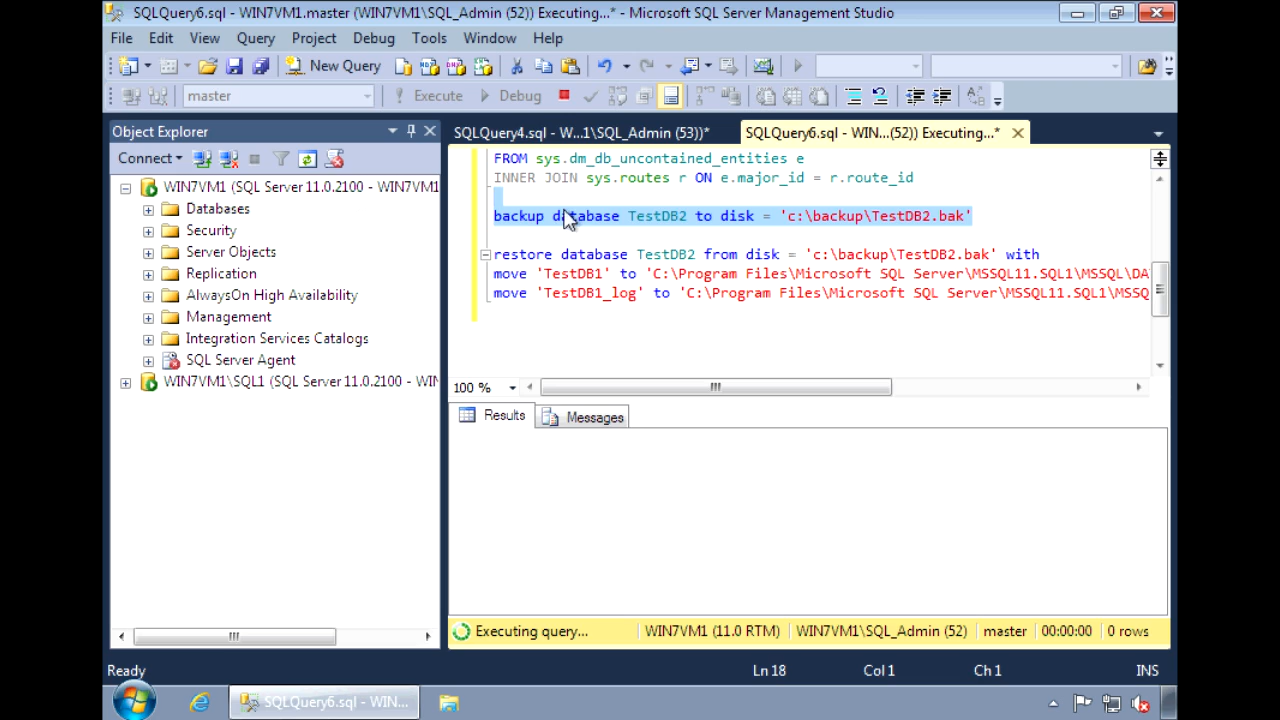 SQLQuery6.sql - WIN7VM1.master (WIN7VM1\SQL_Admin (52)) Executing...* - Microsoft SQL Server Management Studio
File Edit View Query Project Debug Tools Window Help
New Query
master Execute Debug
Object Explorer
SQLQuery4.sql - W...1\SQL_Admin (53))*
SQLQuery6.sql - WIN...(52)) Executing...*
Connect
WIN7VM1 (SQL Server 11.0.2100 - WIN7VM1
Databases
Security
Server Objects
Replication
AlwaysOn High Availability
Management
Integration Services Catalogs
SQL Server Agent
WIN7VM1\SQL1 (SQL Server 11.0.2100 - WIN
FROM sys.dm_db_uncontained_entities e
INNER JOIN sys.routes r ON e.major_id = r.route_id
backup database TestDB2 to disk = 'c:\backup\TestDB2.bak'
restore database TestDB2 from disk = 'c:\backup\TestDB2.bak' with
move 'TestDB1' to 'C:\Program Files\Microsoft SQL Server\MSSQL11.SQL1\MSSQL\DA
move 'TestDB1_log' to 'C:\Program Files\Microsoft SQL Server\MSSQL11.SQL1\MSSQ
100 %
Results
Messages
Executing query...
WIN7VM1 (11.0 RTM)
WIN7VM1\SQL_Admin (52)
master
00:00:00
0 rows
Ready
Ln 18
Col 1
Ch 1
INS
SQLQuery6.sql - WIN...